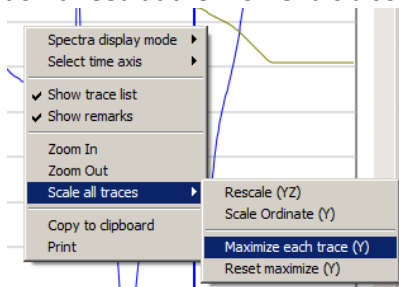 Spectra display mode
Select time axis
Show trace list
Show remarks
Zoom In
Zoom Out
Scale all traces
Copy to clipboard
Print
Rescale (YZ)
Scale Ordinate (Y)
Maximize each trace (Y)
Reset maximize (Y)